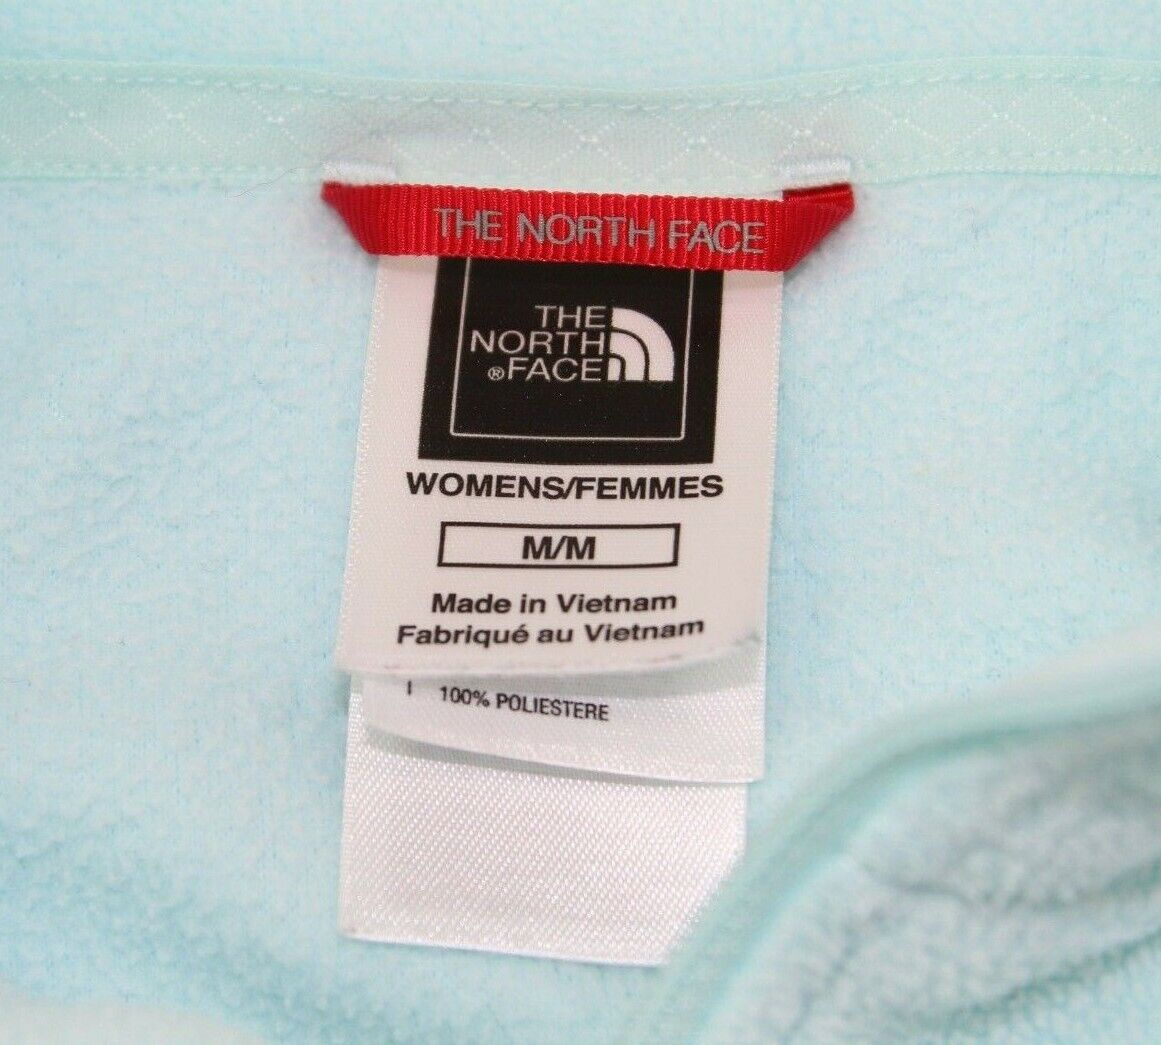 THE NORTH FACE
THE
NORTH
®FACE
WOMENS/FEMMES
M/M
Made in Vietnam
Fabriqué au Vietnam
I 100% POLIESTERE